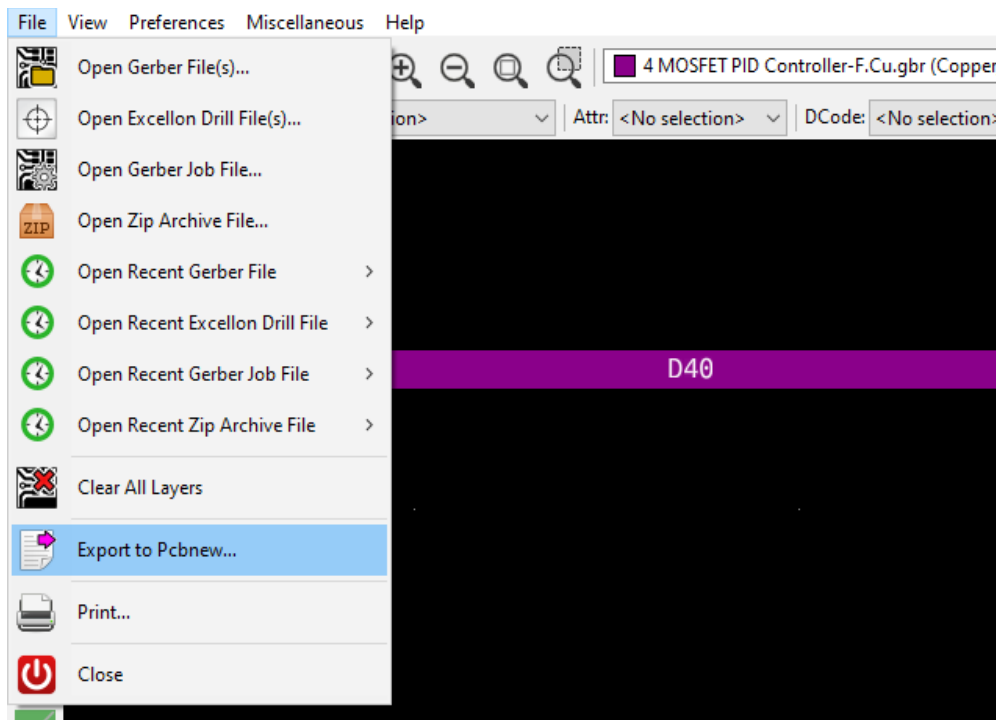 File View Preferences Miscellaneous Help
4 MOSFET PID Controller-F.Cu.gbr (Copper
Attr: <No selection> DCode: <No selection>
Open Gerber File(s)...
Open Excellon Drill File(s)...
Open Gerber Job File...
ZIP
Open Zip Archive File...
Open Recent Gerber File
Open Recent Excellon Drill File
Open Recent Gerber Job File
Open Recent Zip Archive File
Clear All Layers
Export to Pcbnew...
Print...
Close
D40